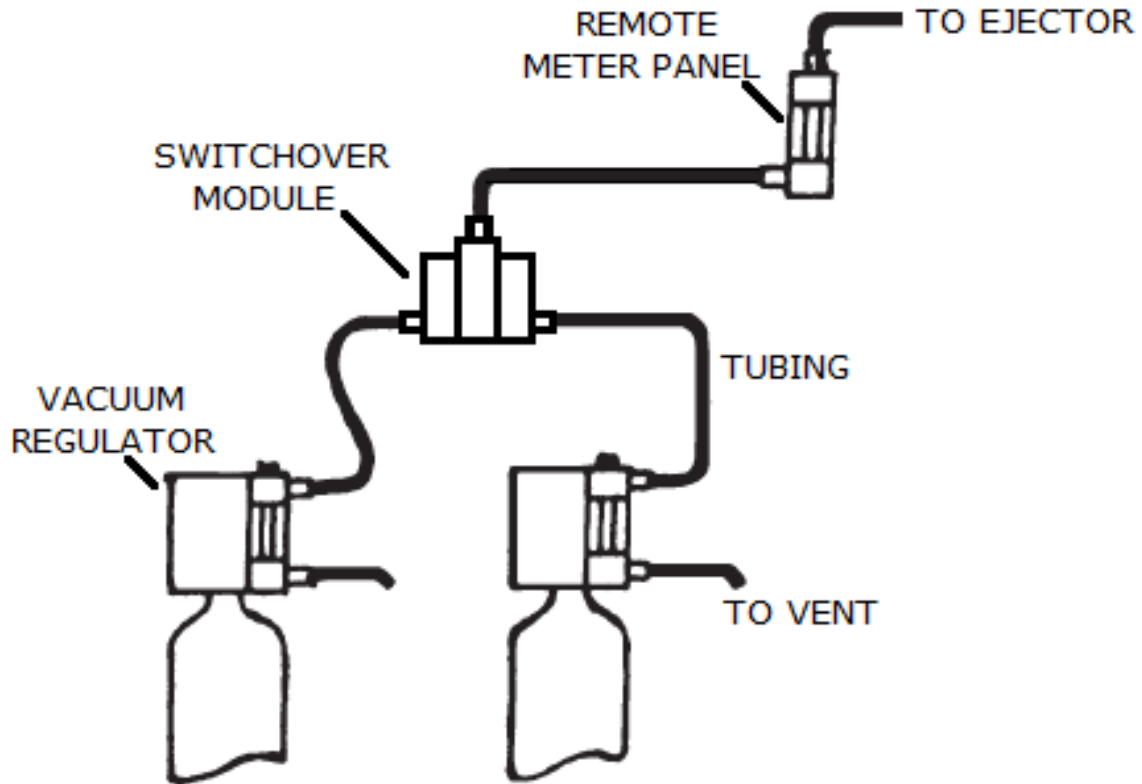 REMOTE
METER PANEL
TO EJECTOR
SWITCHOVER
MODULE
TUBING
VACUUM
REGULATOR
TO VENT